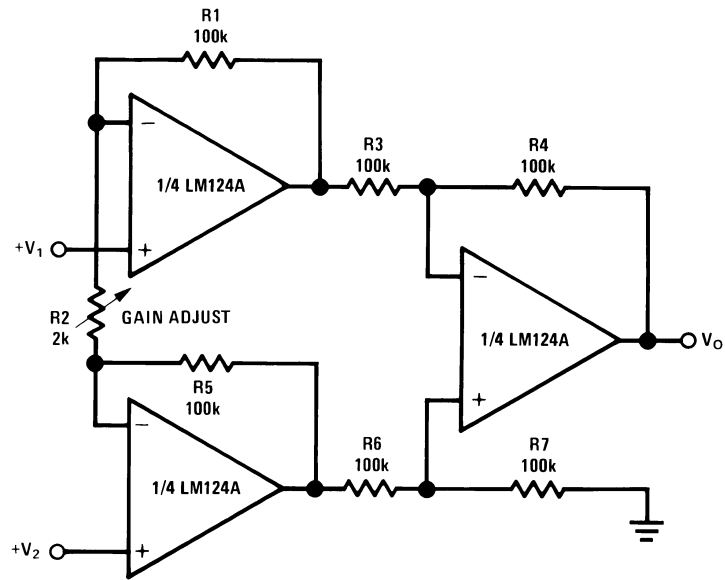 R1
100k
−
1/4 LM124A
+V1
+
R3
100k
R4
100k
−
1/4 LM124A
+
VO
R2
2k
GAIN ADJUST
R5
100k
−
1/4 LM124A
+V2
+
R6
100k
R7
100k